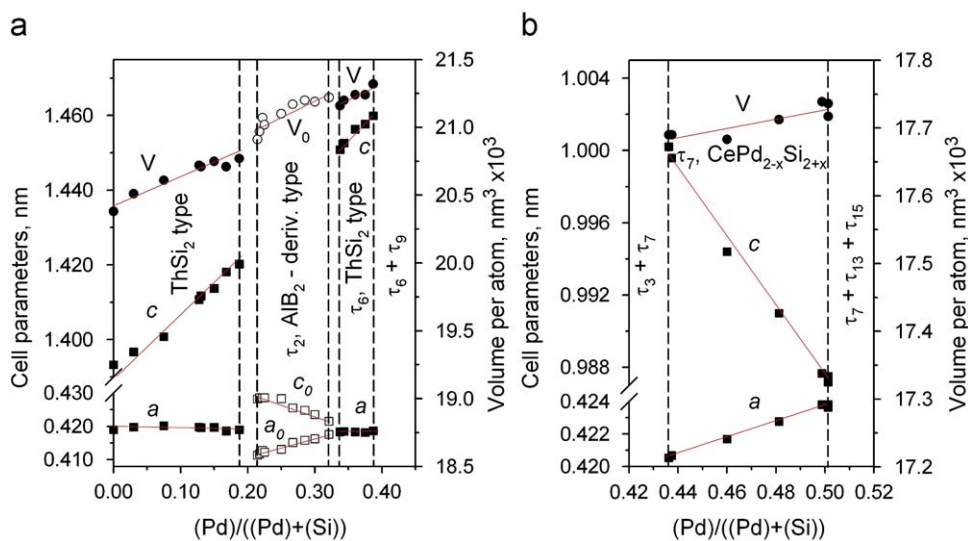 a
b
1.460
1.440
1.420
1.400
0.430
0.420
0.410
Cell parameters, nm
21.5
21.0
20.5
20.0
19.5
19.0
18.5
Volume per atom, nm³ x10³
V
V₀
V
c
c
ThSi₂ type
τ₂, AlB₂ - deriv. type
τ₆, ThSi₂ type
τ₆ + τ₉
a
c₀
a₀
a
0.00 0.10 0.20 0.30 0.40
(Pd)/((Pd)+(Si))
1.004
1.000
0.996
0.992
0.988
0.424
0.422
0.420
Cell parameters, nm
17.8
17.7
17.6
17.5
17.4
17.3
17.2
Volume per atom, nm³ x10³
V
τ₇, CePd₂₋ₓSi₂₊ₓ
c
a
τ₃ + τ₇
τ₇ + τ₁₃ + τ₁₅
0.42 0.44 0.46 0.48 0.50 0.52
(Pd)/((Pd)+(Si))